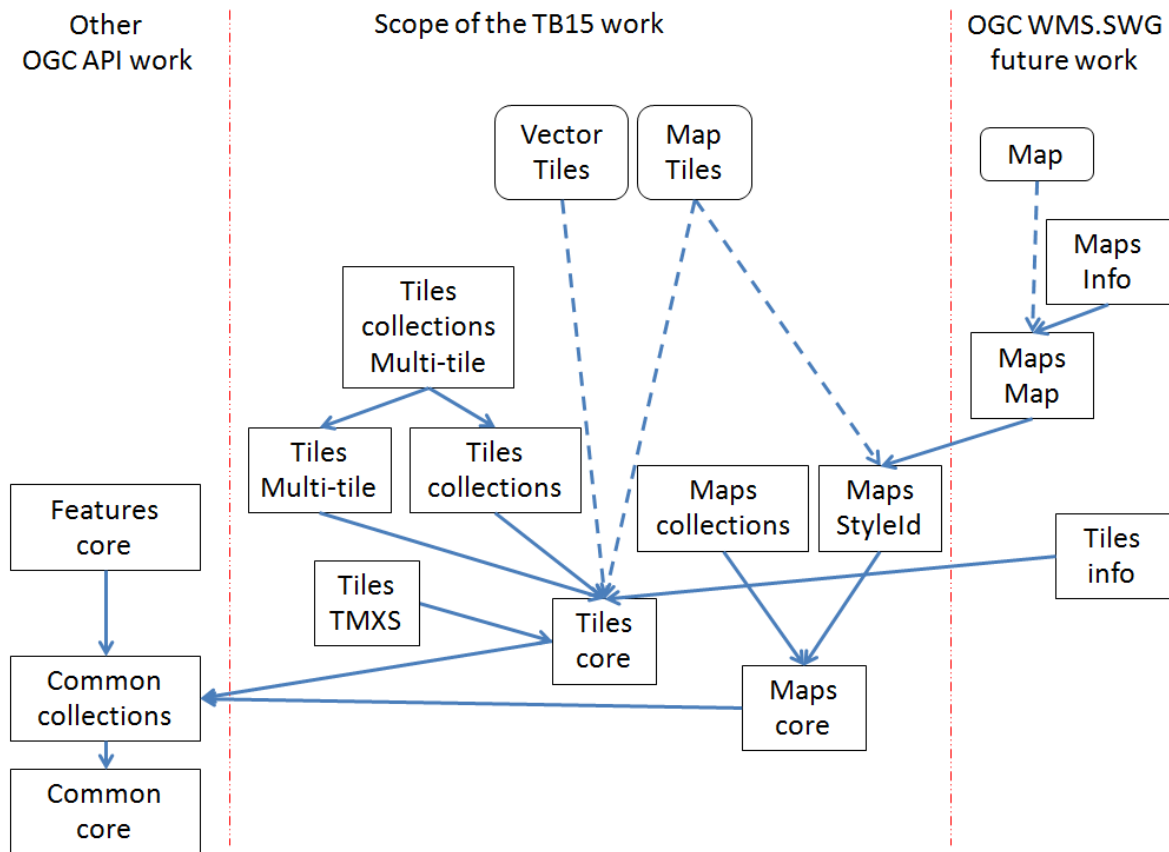 Other
OGC API work
Scope of the TB15 work
OGC WMS.SWG
future work
Vector
Tiles
Map
Tiles
Map
Maps
Info
Tiles
collections
Multi-tile
Maps
Map
Tiles
Multi-tile
Tiles
collections
Maps
collections
Maps
StyleId
Features
core
Tiles
info
Tiles
TMXS
Tiles
core
Common
collections
Maps
core
Common
core